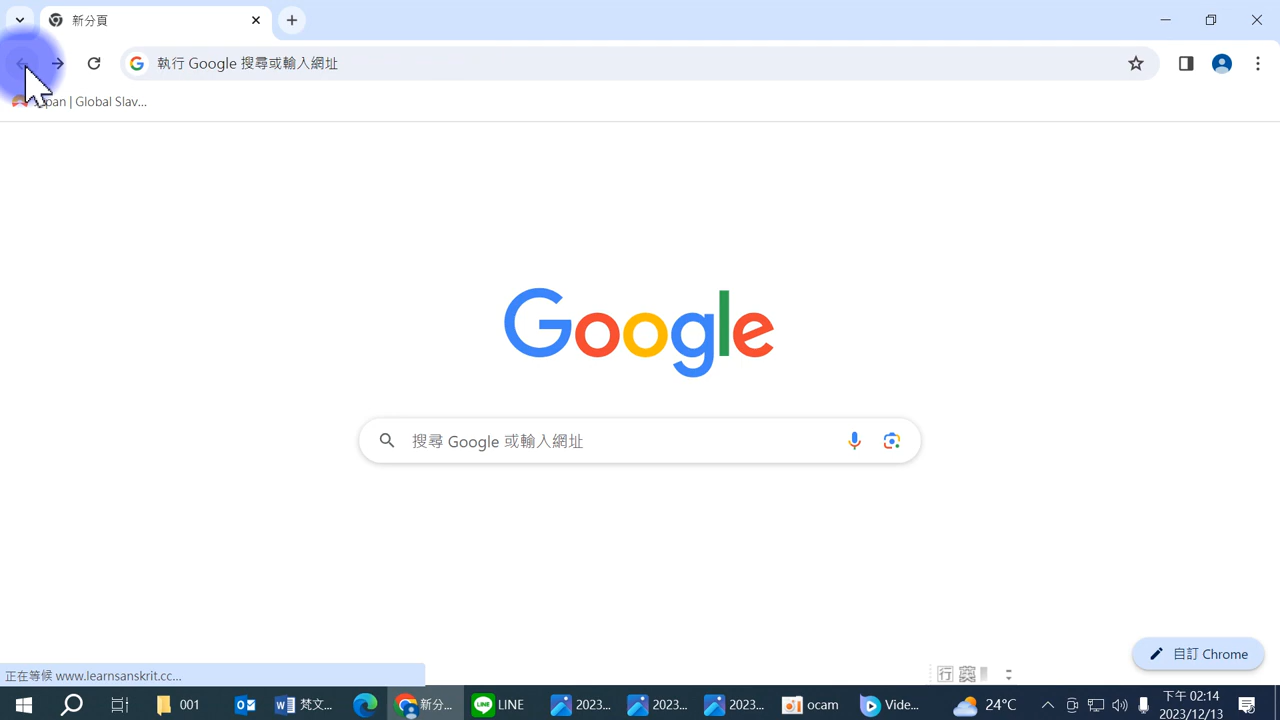 新分頁
執行 Google 搜尋或輸入網址
pan | Global Slav...
Google
搜尋 Google 或輸入網址
自訂 Chrome
正在等候 www.learnsanskrit.cc...
行 英
001
梵文...
新分...
LINE
2023...
2023...
2023...
ocam
Vide...
24°C
下午 02:14
2023/12/13